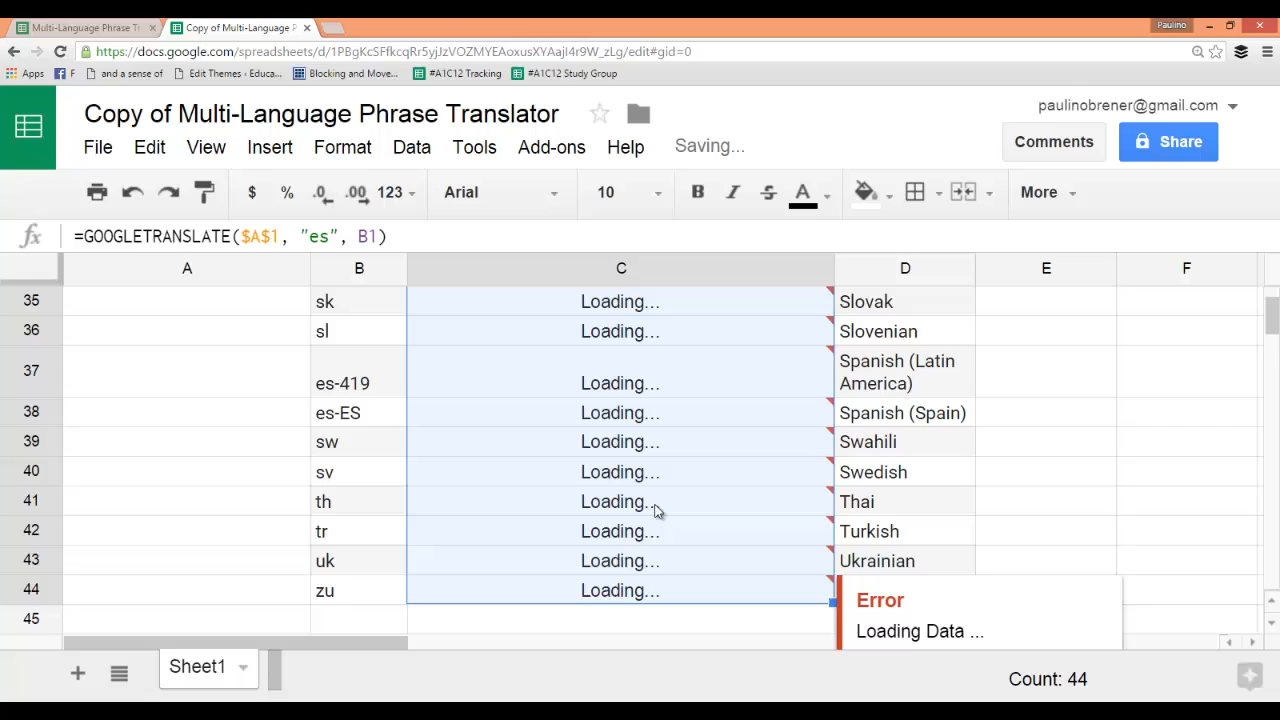 Multi-Language Phrase Tr
Copy of Multi-Language P
Paulino
https://docs.google.com/spreadsheets/d/1PBgKcSFfkcqRr5yjJzVOZMYEAoxusXYAajI4r9W_zLg/edit#gid=0
Apps
F
and a sense of
Edit Themes - Educa...
Blocking and Move...
#A1C12 Tracking
#A1C12 Study Group
Copy of Multi-Language Phrase Translator
paulinobrener@gmail.com
File Edit View Insert Format Data Tools Add-ons Help Saving...
Comments
Share
$ % .0 .00 123 Arial 10 B I S A More
fx =GOOGLETRANSLATE($A$1, "es", B1)
A B C D E F
35 sk Loading... Slovak
36 sl Loading... Slovenian
37 es-419 Loading... Spanish (Latin
America)
38 es-ES Loading... Spanish (Spain)
39 sw Loading... Swahili
40 sv Loading... Swedish
41 th Loading... Thai
42 tr Loading... Turkish
43 uk Loading... Ukrainian
44 zu Loading...
45
Error
Loading Data ...
Sheet1
Count: 44